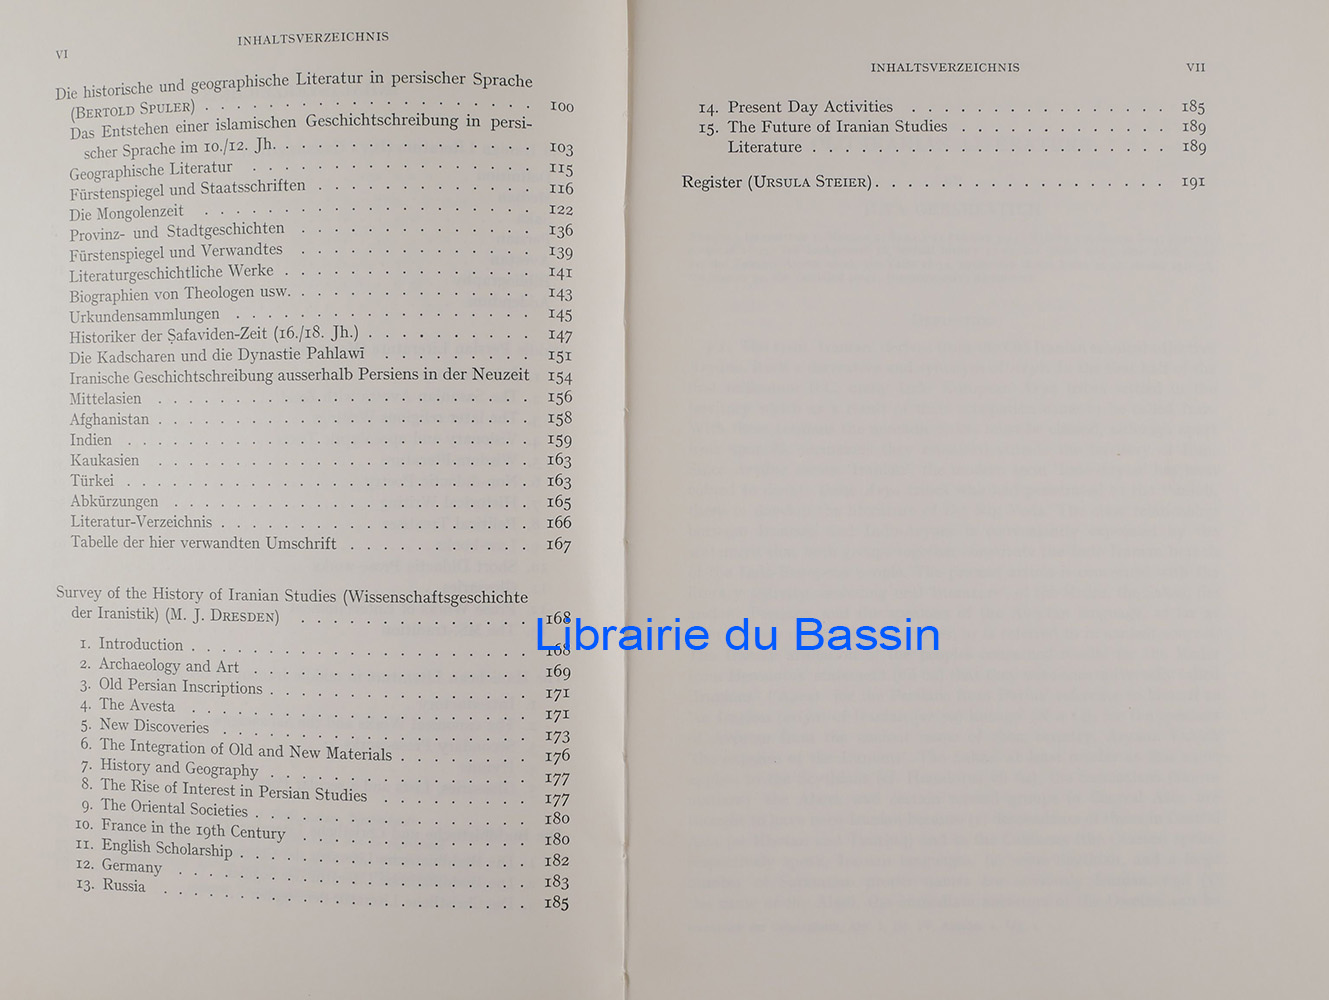 VI
INHALTSVERZEICHNIS
Die historische und geographische Literatur in persischer Sprache
(BERTOLD SPULER) . . . . . . . . . . . . . . . . . . . 100
Das Entstehen einer islamischen Geschichtschreibung in persi-
scher Sprache im 10./12. Jh. . . . . . . . . . . . . . . . 103
Geographische Literatur . . . . . . . . . . . . . . . . 115
Fürstenspiegel und Staatsschriften . . . . . . . . . . . . . 116
Die Mongolenzeit . . . . . . . . . . . . . . . . . . . 122
Provinz- und Stadtgeschichten . . . . . . . . . . . . . . 136
Fürstenspiegel und Verwandtes . . . . . . . . . . . . . . 139
Literaturgeschichtliche Werke . . . . . . . . . . . . . . . 141
Biographien von Theologen usw. . . . . . . . . . . . . . . 143
Urkundensammlungen . . . . . . . . . . . . . . . . . . 145
Historiker der Ṣafaviden-Zeit (16./18. Jh.) . . . . . . . . . 147
Die Kadscharen und die Dynastie Pahlawī . . . . . . . . . 151
Iranische Geschichtschreibung ausserhalb Persiens in der Neuzeit 154
Mittelasien . . . . . . . . . . . . . . . . . . . . . 156
Afghanistan . . . . . . . . . . . . . . . . . . . . . 158
Indien . . . . . . . . . . . . . . . . . . . . . . . 159
Kaukasien . . . . . . . . . . . . . . . . . . . . . 163
Türkei . . . . . . . . . . . . . . . . . . . . . . . 163
Abkürzungen . . . . . . . . . . . . . . . . . . . . 165
Literatur-Verzeichnis . . . . . . . . . . . . . . . . . . 166
Tabelle der hier verwandten Umschrift . . . . . . . . . . . 167
Survey of the History of Iranian Studies (Wissenschaftsgeschichte
der Iranistik) (M. J. DRESDEN) . . . . . . . . . . . . . . 168
1. Introduction . . . . . . . . . . . . . . . . . . . . 168
2. Archaeology and Art . . . . . . . . . . . . . . . . 169
3. Old Persian Inscriptions . . . . . . . . . . . . . . . 171
4. The Avesta . . . . . . . . . . . . . . . . . . . . 171
5. New Discoveries . . . . . . . . . . . . . . . . . . 173
6. The Integration of Old and New Materials . . . . . . . . 176
7. History and Geography . . . . . . . . . . . . . . . 177
8. The Rise of Interest in Persian Studies . . . . . . . . . 177
9. The Oriental Societies . . . . . . . . . . . . . . . . 180
10. France in the 19th Century . . . . . . . . . . . . . . 180
11. English Scholarship . . . . . . . . . . . . . . . . . 182
12. Germany . . . . . . . . . . . . . . . . . . . . . 183
13. Russia . . . . . . . . . . . . . . . . . . . . . . 185
INHALTSVERZEICHNIS
VII
14. Present Day Activities . . . . . . . . . . . . . . . . 185
15. The Future of Iranian Studies . . . . . . . . . . . . . 189
Literature . . . . . . . . . . . . . . . . . . . . 189
Register (URSULA STEIER) . . . . . . . . . . . . . . . . . 191
Librairie du Bassin